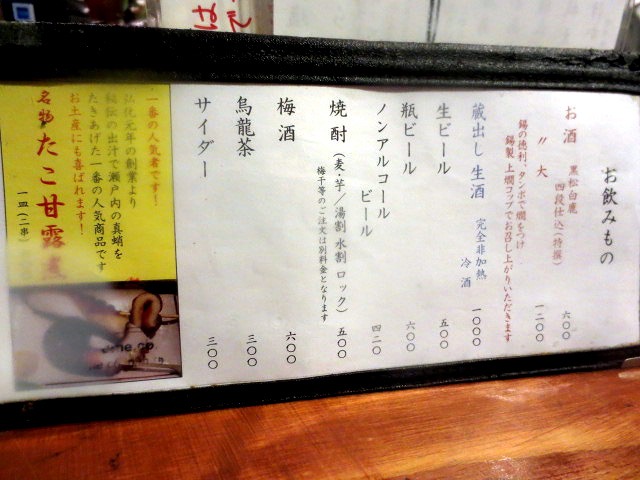 お飲みもの
お酒 黒松白鹿 四段仕込(特撰) 六〇〇
〃 大 一二〇〇
錫の徳利、タンポで燗をつけ
錫製 上燗コップでお召し上がりいただきます
蔵出し生酒 完全非加熱 冷酒 一〇〇〇
生ビール 五〇〇
瓶ビール 六〇〇
ノンアルコール
ビール 四二〇
焼酎(麦・芋/湯割 水割 ロック) 五〇〇
梅干等のご注文は別料金となります
梅酒 六〇〇
烏龍茶 三〇〇
サイダー 三〇〇
一番の人気者です!
弘化元年の創業より
秘伝の出汁で瀬戸内の真蛸を
たきあげた一番の人気商品です
お土産にも喜ばれます!
名物 たこ甘露煮
一皿(二串)